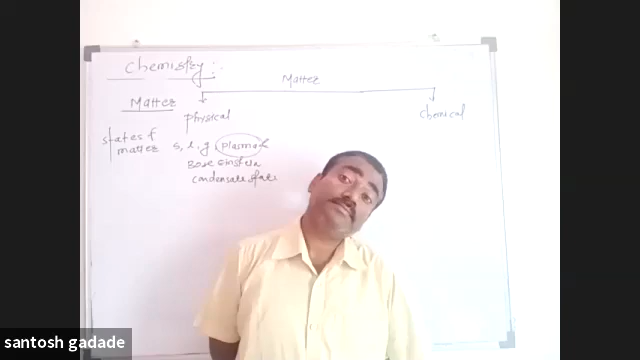 Chemistry :-
Matter
Matter
Physical
Chemical
States of
matter
s, l, g, plasma &
Bose einstein
condensate state
santosh gadade